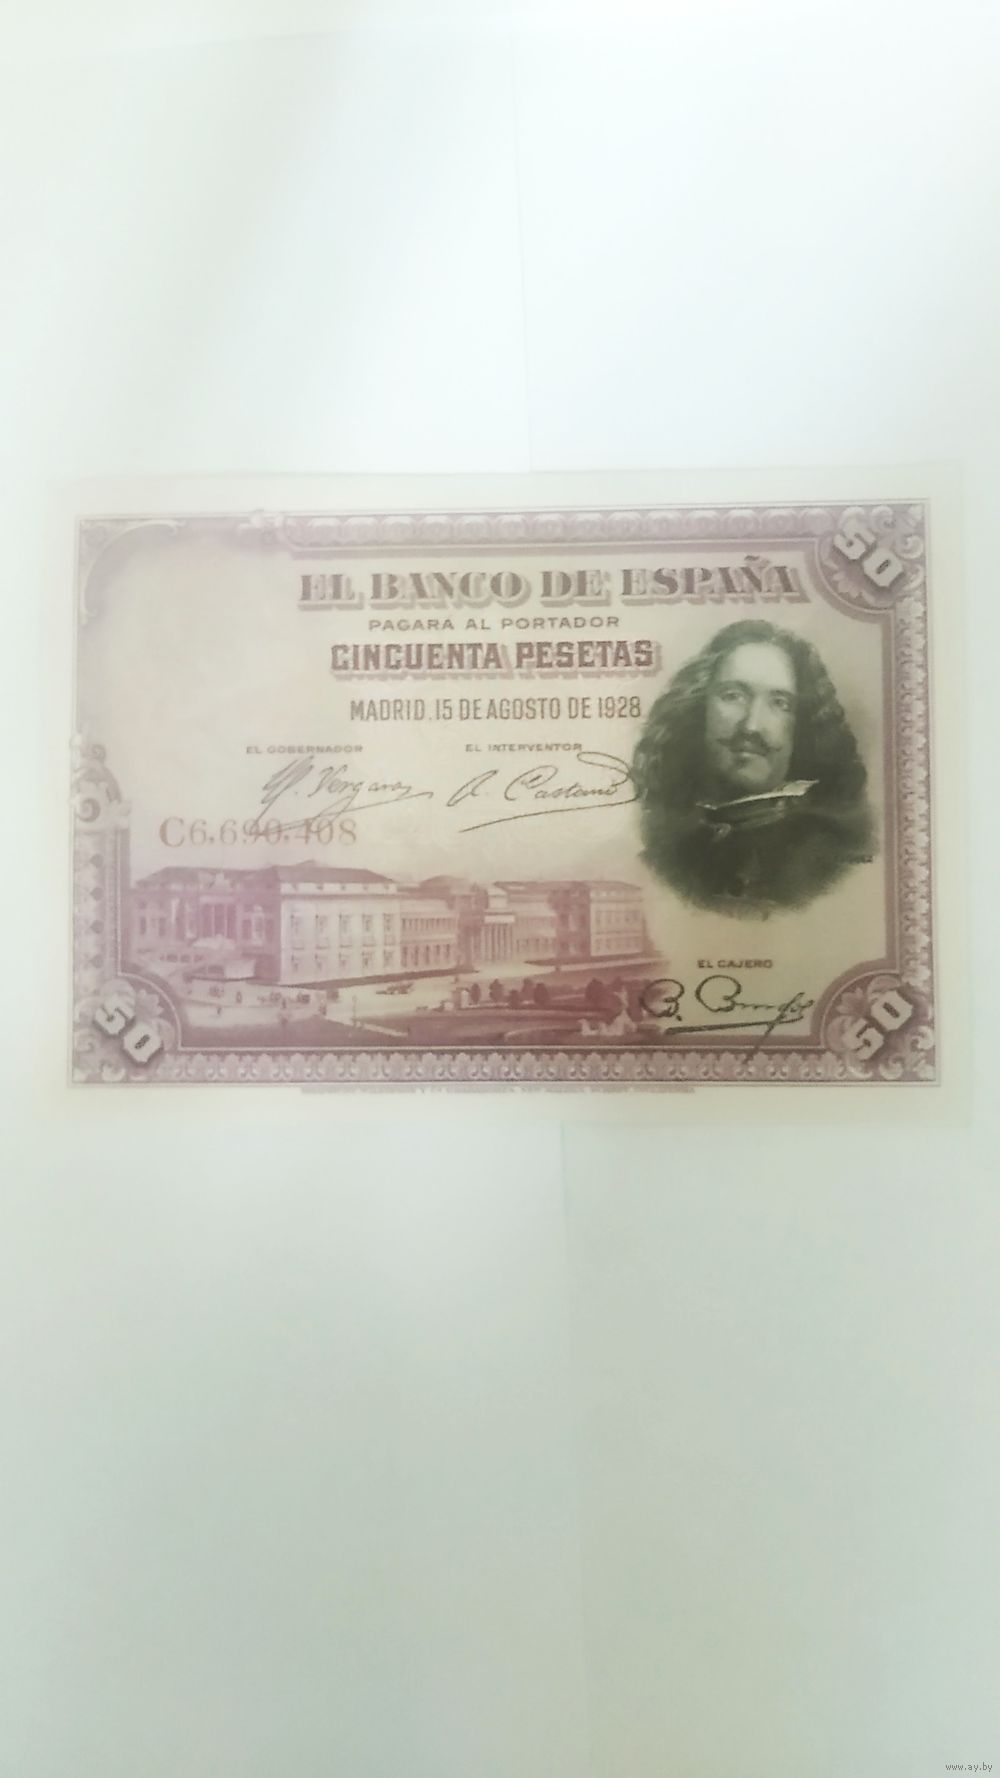 50
EL BANCO DE ESPAÑA
PAGARÁ AL PORTADOR
CINCUENTA PESETAS
MADRID, 15 DE AGOSTO DE 1928
EL GOBERNADOR
EL INTERVENTOR
C6.690.408
EL CAJERO
50
50
www.ay.by